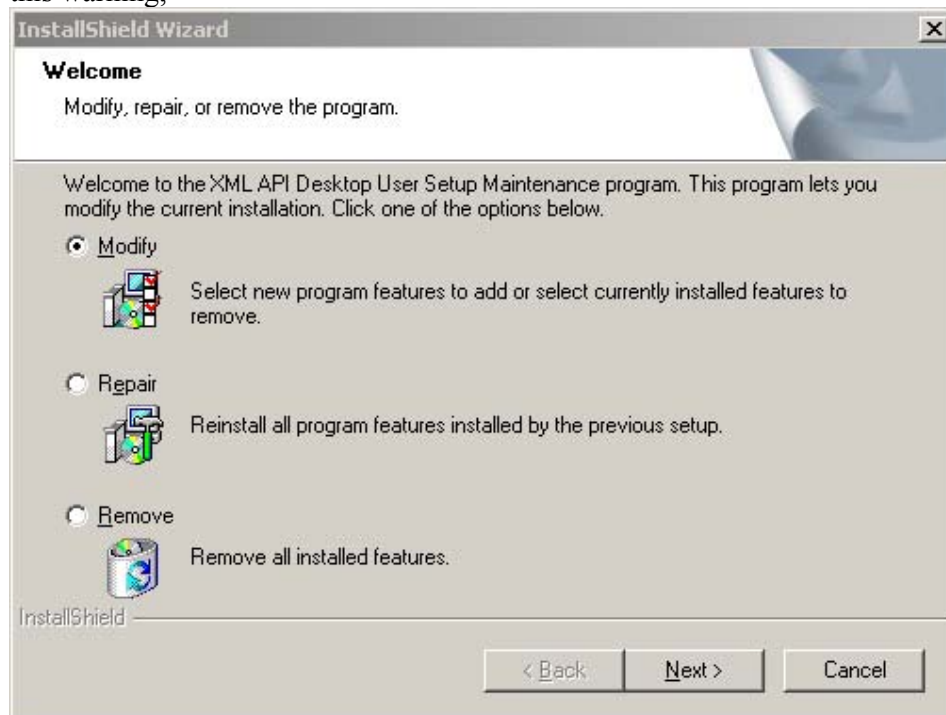 this warning,
InstallShield Wizard
Welcome
Modify, repair, or remove the program.
Welcome to the XML API Desktop User Setup Maintenance program. This program lets you
modify the current installation. Click one of the options below.
Modify
Select new program features to add or select currently installed features to
remove.
Repair
Reinstall all program features installed by the previous setup.
Remove
Remove all installed features.
InstallShield
< Back
Next >
Cancel